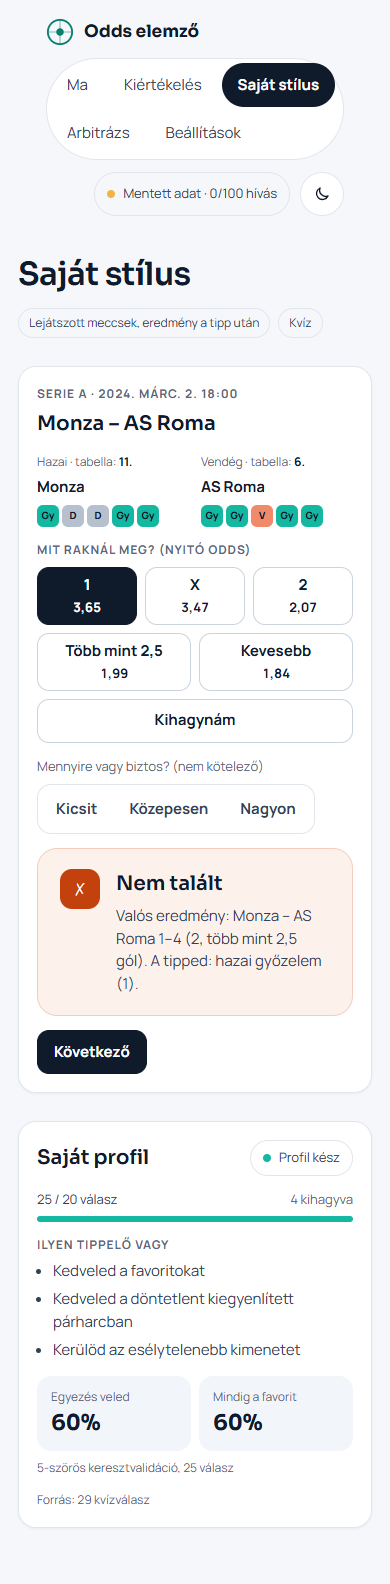 Odds elemző
Ma
Kiértékelés
Saját stílus
Arbitrázs
Beállítások
Mentett adat · 0/100 hívás
Saját stílus
Lejátszott meccsek, eredmény a tipp után
Kvíz
SERIE A · 2024. MÁRC. 2. 18:00
Monza – AS Roma
Hazai · tabella: 11.
Vendég · tabella: 6.
Monza
AS Roma
Gy D D Gy Gy
Gy Gy V Gy Gy
MIT RAKNÁL MEG? (NYITÓ ODDS)
1
X
2
3,65
3,47
2,07
Több mint 2,5
Kevesebb
1,99
1,84
Kihagynám
Mennyire vagy biztos? (nem kötelező)
Kicsit
Közepesen
Nagyon
X
Nem talált
Valós eredmény: Monza – AS
Roma 1–4 (2, több mint 2,5
gól). A tipped: hazai győzelem
(1).
Következő
Saját profil
Profil kész
25 / 20 válasz
4 kihagyva
ILYEN TIPPELŐ VAGY
• Kedveled a favoritokat
• Kedveled a döntetlent kiegyenlített
párharcban
• Kerülöd az esélytelenebb kimenetet
Egyezés veled
Mindig a favorit
60%
60%
5-szörös keresztvalidáció, 25 válasz
Forrás: 29 kvízválasz